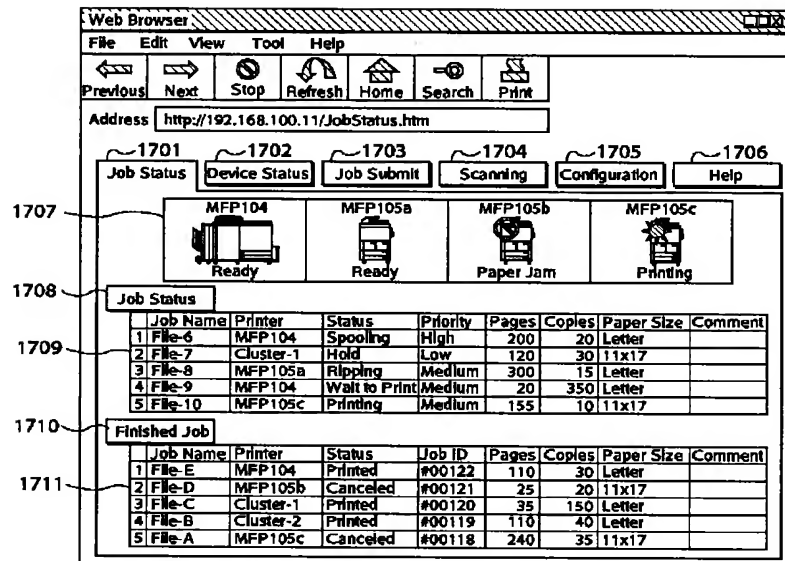 Web Browser
File Edit View Tool Help
Previous Next Stop Refresh Home Search Print
Address http://192.168.100.11/JobStatus.htm
1701 1702 1703 1704 1705 1706
Job Status Device Status Job Submit Scanning Configuration Help
1707
MFP104 MFP105a MFP105b MFP105c
Ready Ready Paper Jam Printing
1708
Job Status
Job Name Printer Status Priority Pages Copies Paper Size Comment
1 File-6 MFP104 Spooling High 200 20 Letter
1709
2 File-7 Cluster-1 Hold Low 120 30 11x17
3 File-8 MFP105a Ripping Medium 300 15 Letter
4 File-9 MFP104 Wait to Print Medium 20 350 Letter
5 File-10 MFP105c Printing Medium 155 10 11x17
1710
Finished Job
Job Name Printer Status Job ID Pages Copies Paper Size Comment
1 File-E MFP104 Printed #00122 110 30 Letter
1711
2 File-D MFP105b Canceled #00121 25 20 11x17
3 File-C Cluster-1 Printed #00120 35 150 Letter
4 File-B Cluster-2 Printed #00119 110 40 Letter
5 File-A MFP105c Canceled #00118 240 35 11x17